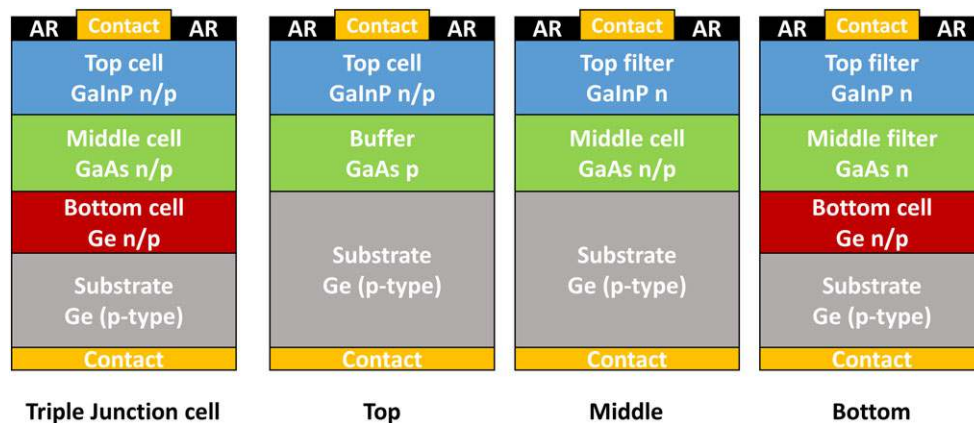 AR Contact AR
Top cell
GaInP n/p
Middle cell
GaAs n/p
Bottom cell
Ge n/p
Substrate
Ge (p-type)
Contact
Triple Junction cell
AR Contact AR
Top cell
GaInP n/p
Buffer
GaAs p
Substrate
Ge (p-type)
Contact
Top
AR Contact AR
Top filter
GaInP n
Middle cell
GaAs n/p
Substrate
Ge (p-type)
Contact
Middle
AR Contact AR
Top filter
GaInP n
Middle filter
GaAs n
Bottom cell
Ge n/p
Substrate
Ge (p-type)
Contact
Bottom